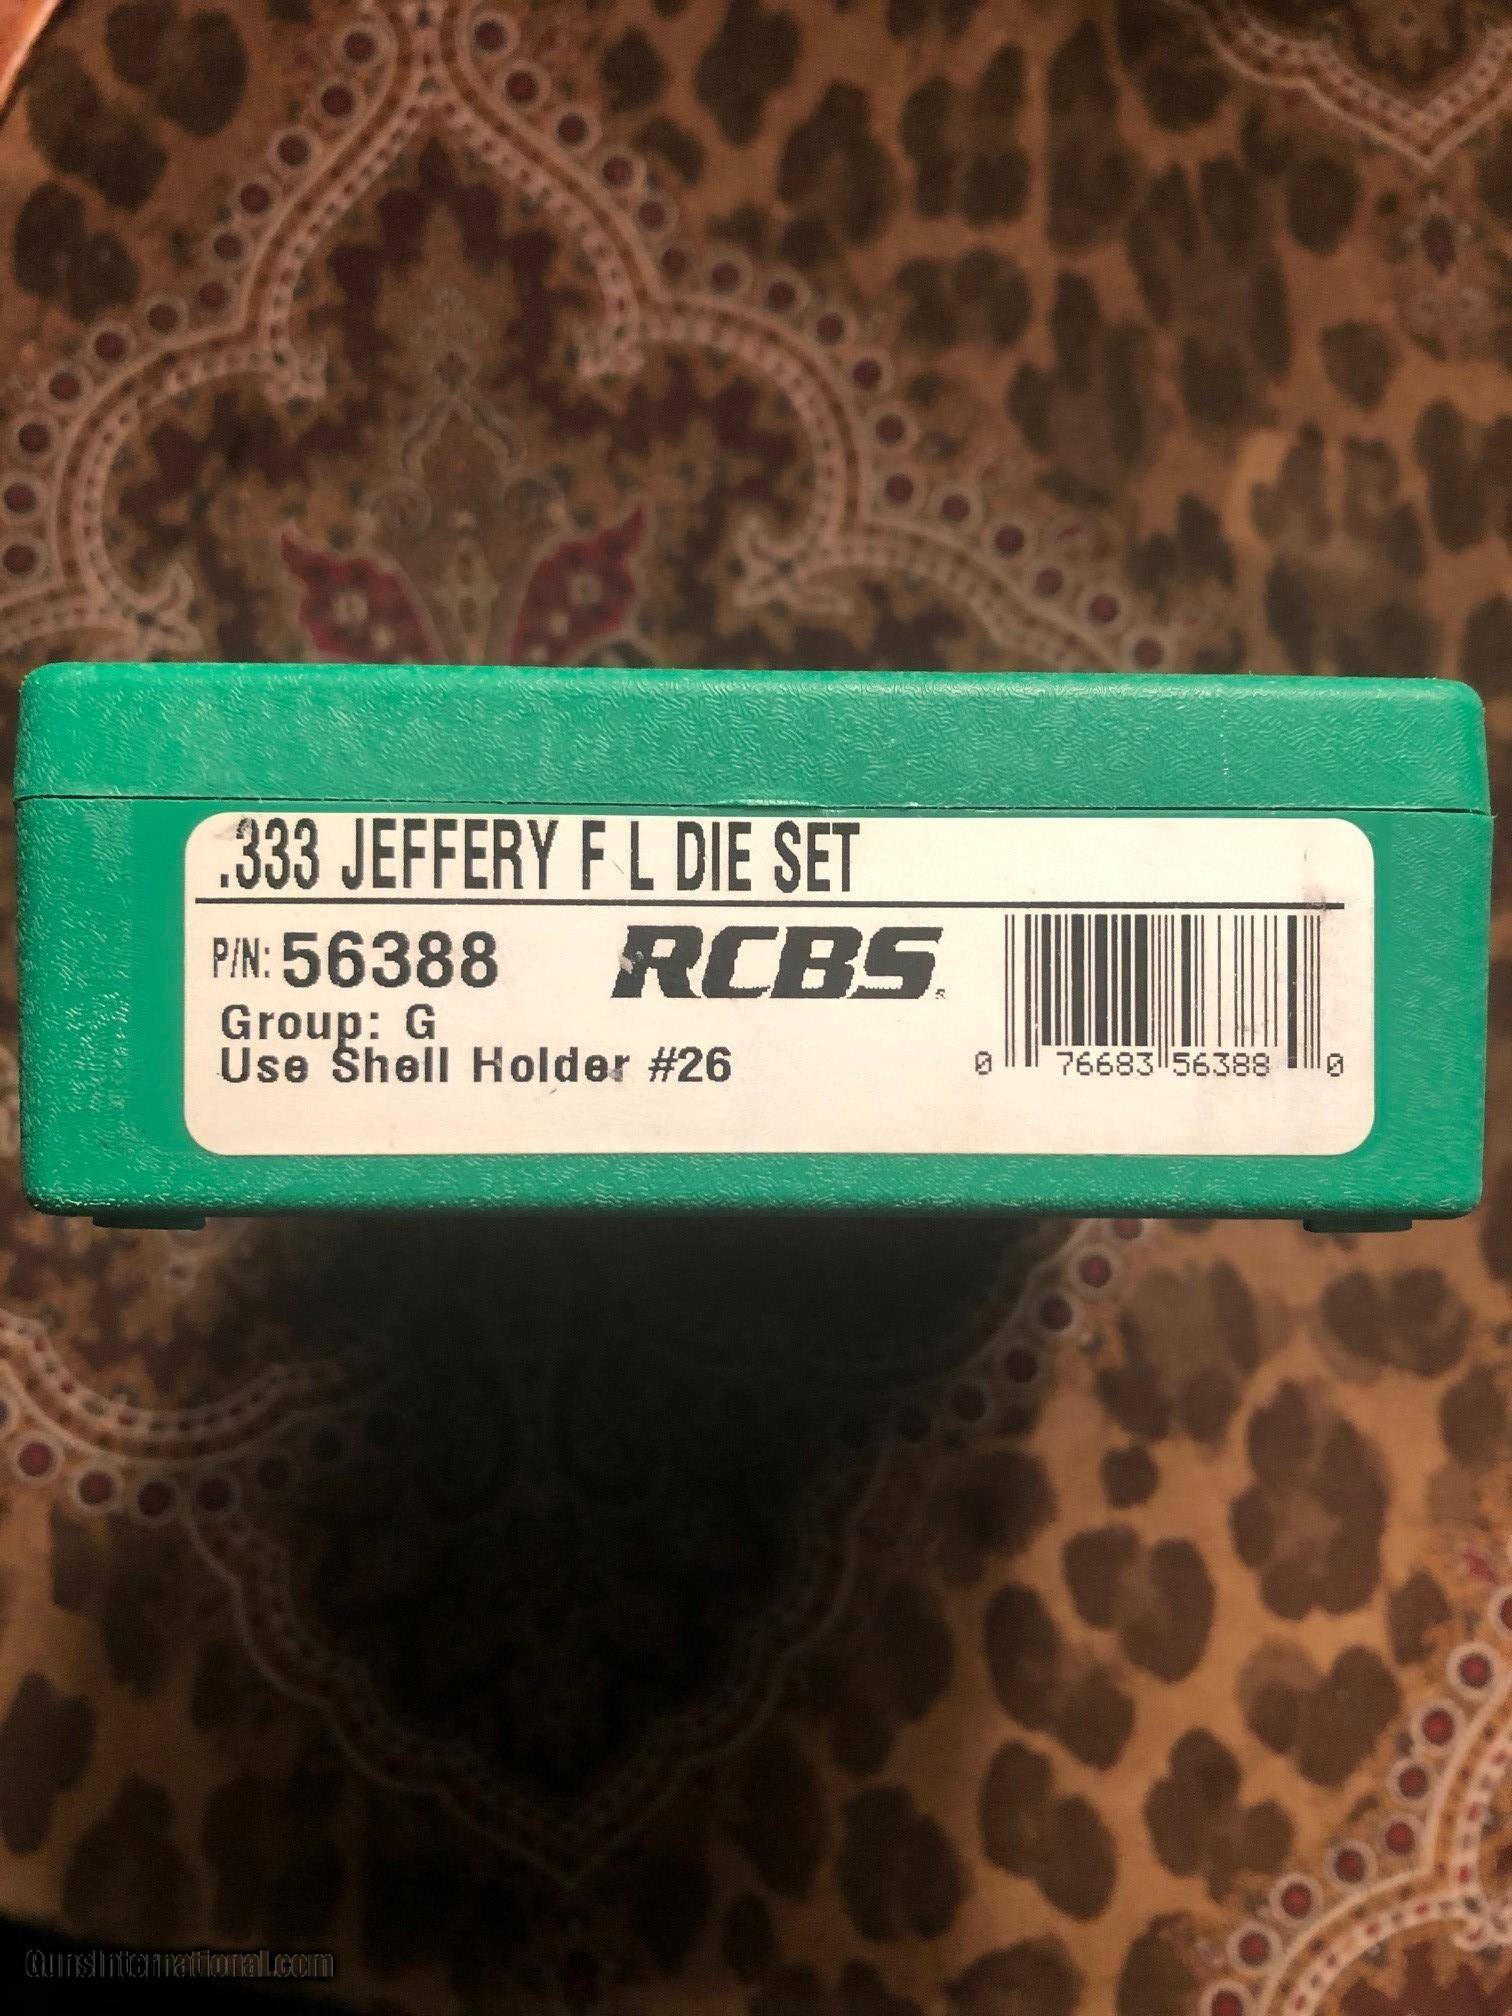 .333 JEFFERY F L DIE SET
P/N: 56388
RCBS
Group: G
Use Shell Holder #26
0 76683 56388 0
GunsInternational.com